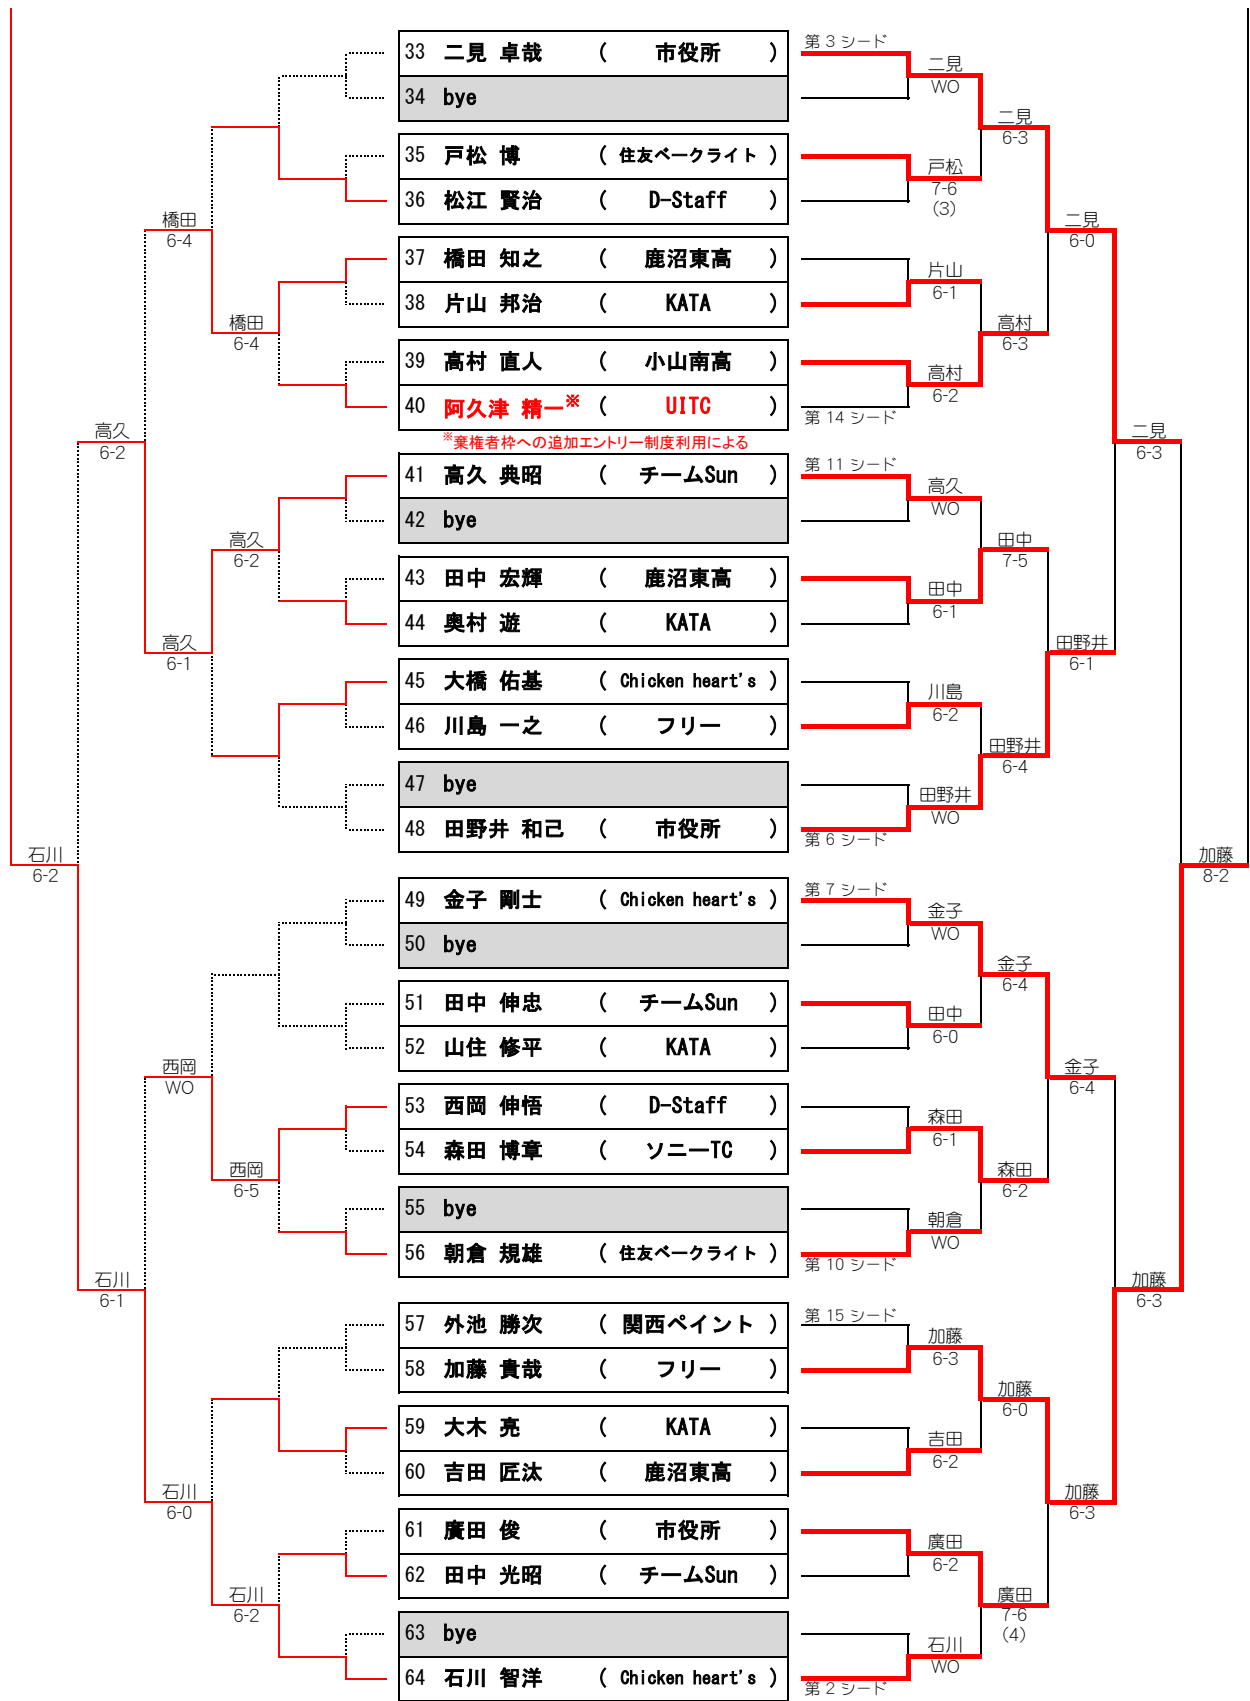 33 二見 卓哉 ( 市役所 ) 第 3 シード
二見
WO
34 bye
二見
6-3
35 戸松 博 ( 住友ベークライト )
戸松
7-6
(3)
36 松江 賢治 ( D-Staff )
橋田
6-4
二見
6-0
37 橋田 知之 ( 鹿沼東高 )
片山
6-1
38 片山 邦治 ( KATA )
橋田
6-4
高村
6-3
39 高村 直人 ( 小山南高 )
高村
6-2
40 阿久津 精一※ ( UITC )
第 14 シード
高久
6-2
※棄権者枠への追加エントリー制度利用による
二見
6-3
41 高久 典昭 ( チームSun ) 第 11 シード
高久
WO
42 bye
高久
6-2
田中
7-5
43 田中 宏輝 ( 鹿沼東高 )
田中
6-1
44 奥村 遊 ( KATA )
高久
6-1
田野井
6-1
45 大橋 佑基 ( Chicken heart's )
川島
6-2
46 川島 一之 ( フリー )
田野井
6-4
47 bye
田野井
WO
48 田野井 和己 ( 市役所 )
第 6 シード
石川
6-2
加藤
8-2
49 金子 剛士 ( Chicken heart's ) 第 7 シード
金子
WO
50 bye
金子
6-4
51 田中 伸忠 ( チームSun )
田中
6-0
52 山住 修平 ( KATA )
西岡
WO
金子
6-4
53 西岡 伸悟 ( D-Staff )
森田
6-1
54 森田 博章 ( ソニーTC )
西岡
6-5
森田
6-2
55 bye
朝倉
WO
56 朝倉 規雄 ( 住友ベークライト )
第 10 シード
石川
6-1
加藤
6-3
57 外池 勝次 ( 関西ペイント ) 第 15 シード
加藤
6-3
58 加藤 貴哉 ( フリー )
加藤
6-0
59 大木 亮 ( KATA )
吉田
6-2
60 吉田 匠汰 ( 鹿沼東高 )
石川
6-0
加藤
6-3
61 廣田 俊 ( 市役所 )
廣田
6-2
62 田中 光昭 ( チームSun )
石川
6-2
廣田
7-6
(4)
63 bye
石川
WO
64 石川 智洋 ( Chicken heart's )
第 2 シード